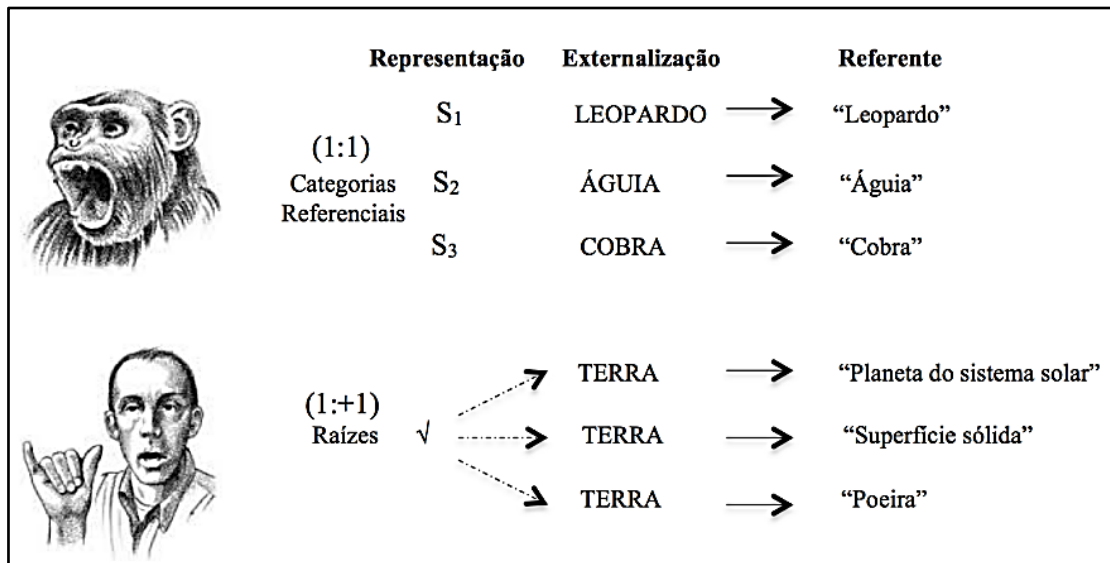 Representação Externalização Referente
S₁ LEOPARDO “Leopardo”
(1:1)
Categorias S₂ ÁGUIA “Águia”
Referenciais
S₃ COBRA “Cobra”
TERRA “Planeta do sistema solar”
(1:+1)
Raízes √ TERRA “Superfície sólida”
TERRA “Poeira”